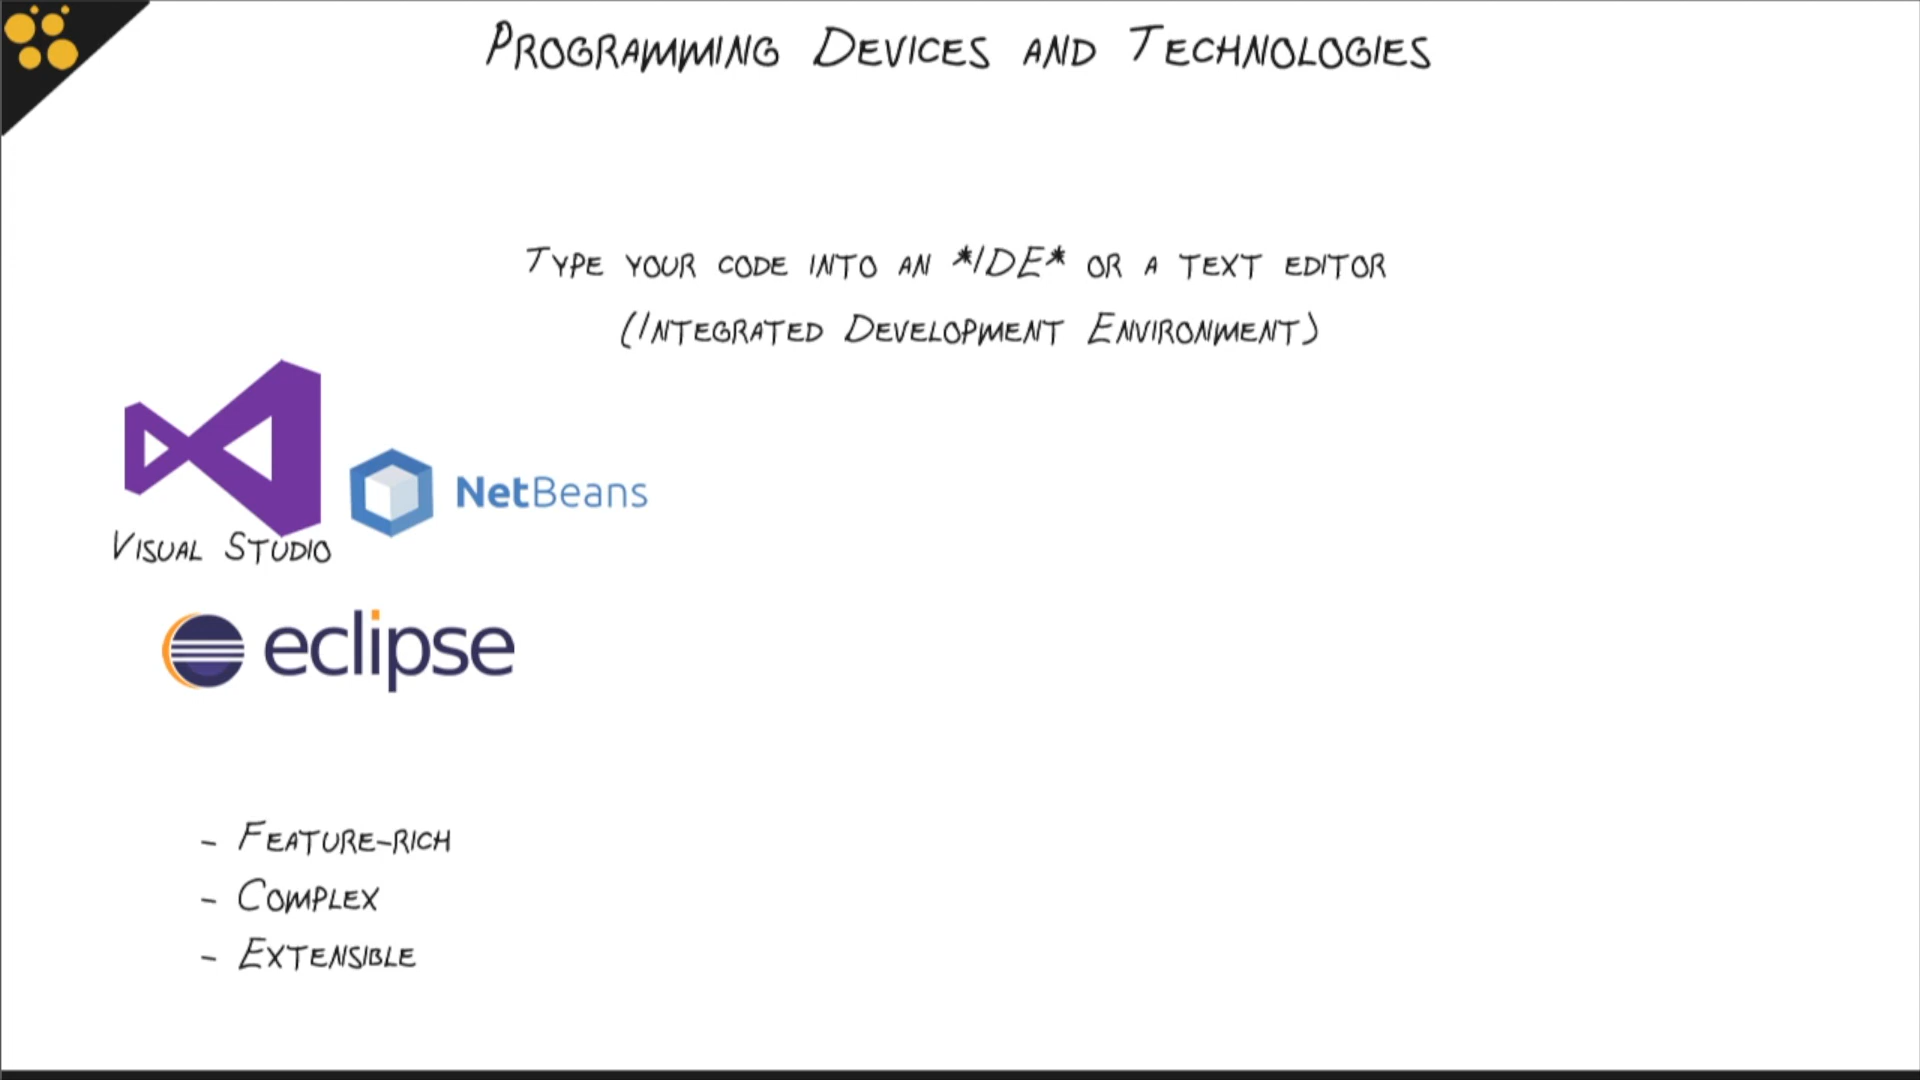 Programming Devices and Technologies
Type your code into an *IDE* or a text editor
(Integrated Development Environment)
NetBeans
Visual Studio
eclipse
- Feature-rich
- Complex
- Extensible